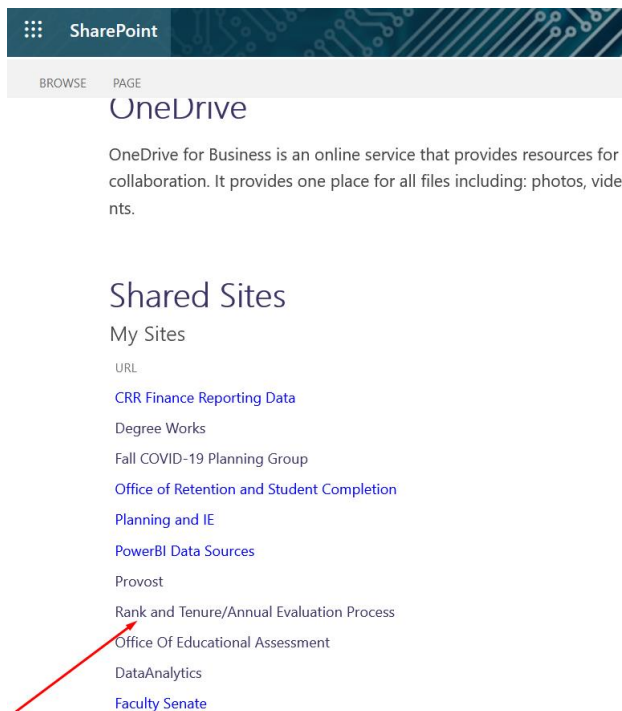 SharePoint
BROWSE PAGE
OneDrive
OneDrive for Business is an online service that provides resources for
collaboration. It provides one place for all files including: photos, vide
nts.
Shared Sites
My Sites
URL
CRR Finance Reporting Data
Degree Works
Fall COVID-19 Planning Group
Office of Retention and Student Completion
Planning and IE
PowerBI Data Sources
Provost
Rank and Tenure/Annual Evaluation Process
Office Of Educational Assessment
DataAnalytics
Faculty Senate